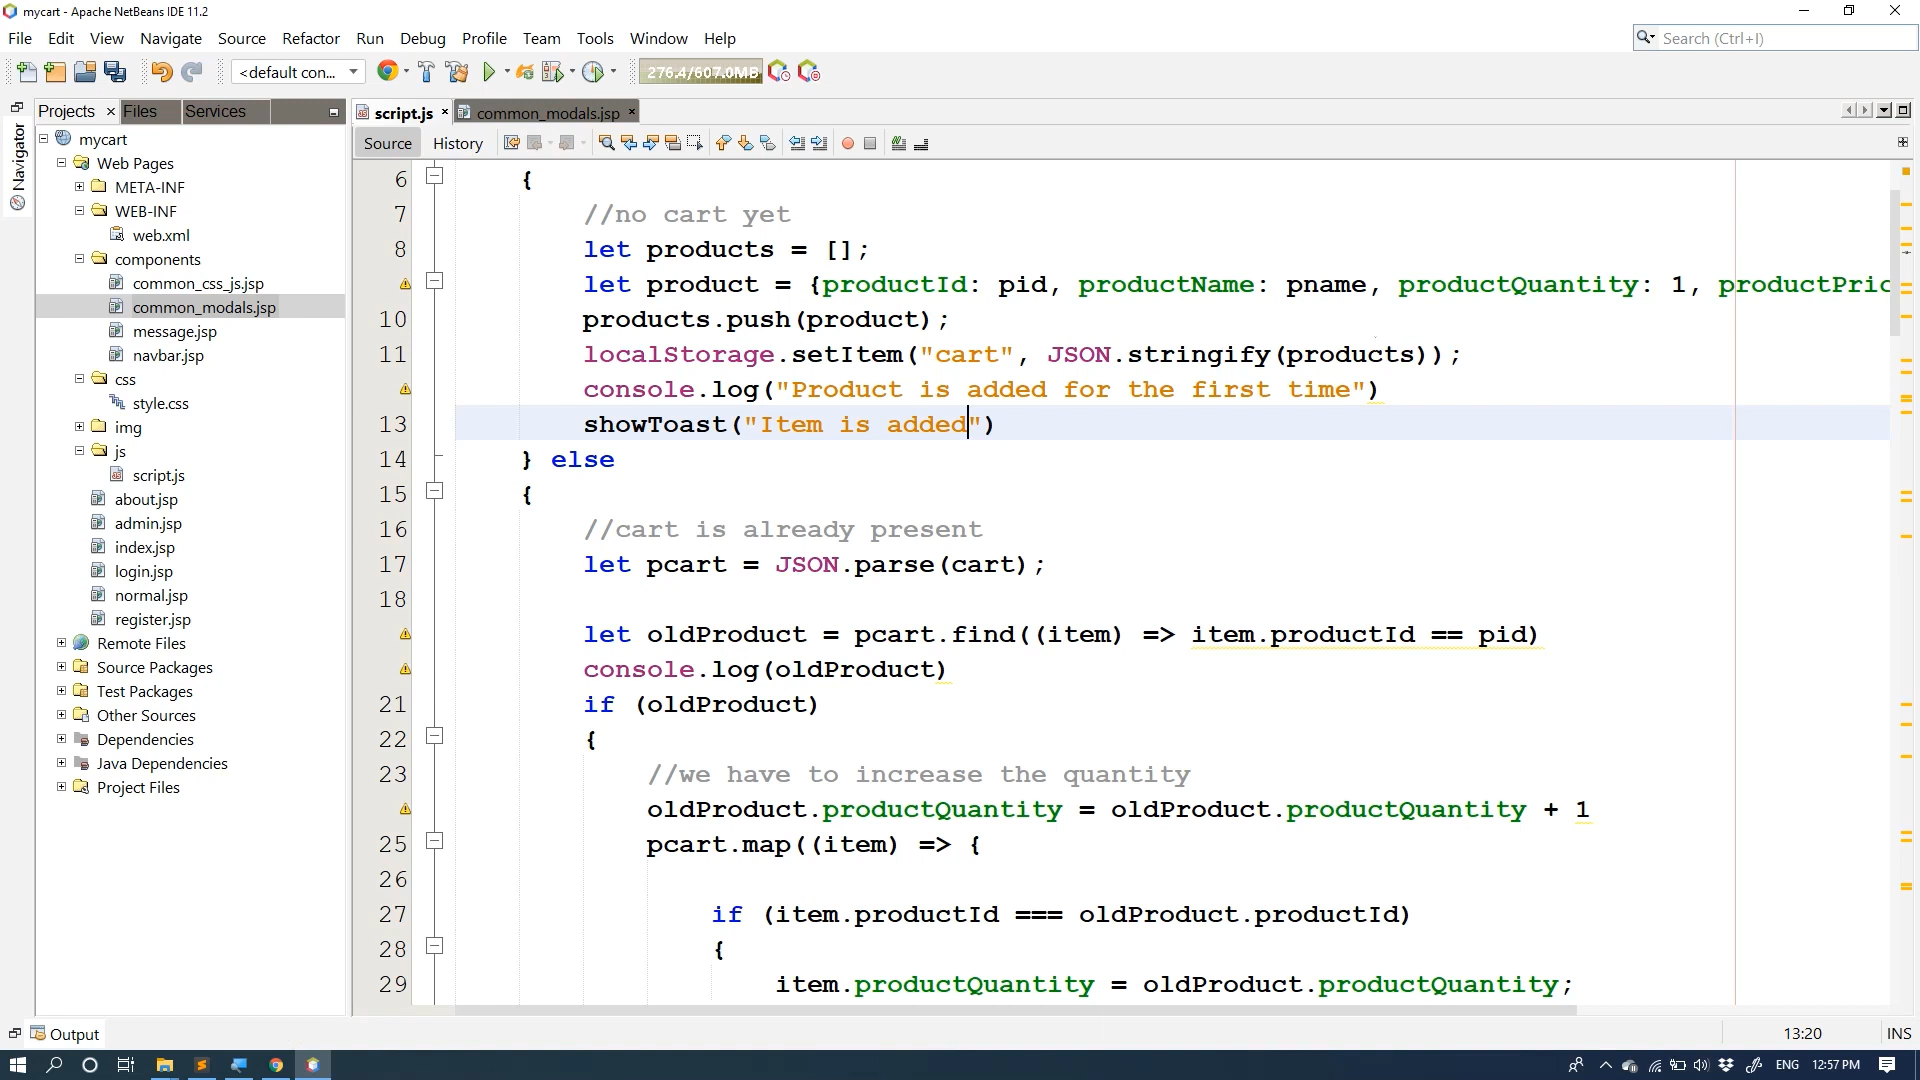 mycart - Apache NetBeans IDE 11.2
File Edit View Navigate Source Refactor Run Debug Profile Team Tools Window Help
Search (Ctrl+I)
<default con...
276.4/607.0MB
Projects Files Services
script.js common_modals.jsp
Navigator
Source History
mycart
Web Pages
META-INF
WEB-INF
web.xml
components
common_css_js.jsp
common_modals.jsp
message.jsp
navbar.jsp
css
style.css
img
js
script.js
about.jsp
admin.jsp
index.jsp
login.jsp
normal.jsp
register.jsp
Remote Files
Source Packages
Test Packages
Other Sources
Dependencies
Java Dependencies
Project Files
6 {
7 //no cart yet
8 let products = [];
let product = {productId: pid, productName: pname, productQuantity: 1, productPric
10 products.push(product);
11 localStorage.setItem("cart", JSON.stringify(products));
console.log("Product is added for the first time")
13 showToast("Item is added")
14 } else
15 {
16 //cart is already present
17 let pcart = JSON.parse(cart);
18
let oldProduct = pcart.find((item) => item.productId == pid)
console.log(oldProduct)
21 if (oldProduct)
22 {
23 //we have to increase the quantity
oldProduct.productQuantity = oldProduct.productQuantity + 1
25 pcart.map((item) => {
26
27 if (item.productId === oldProduct.productId)
28 {
29 item.productQuantity = oldProduct.productQuantity;
Output
13:20 INS
ENG 12:57 PM